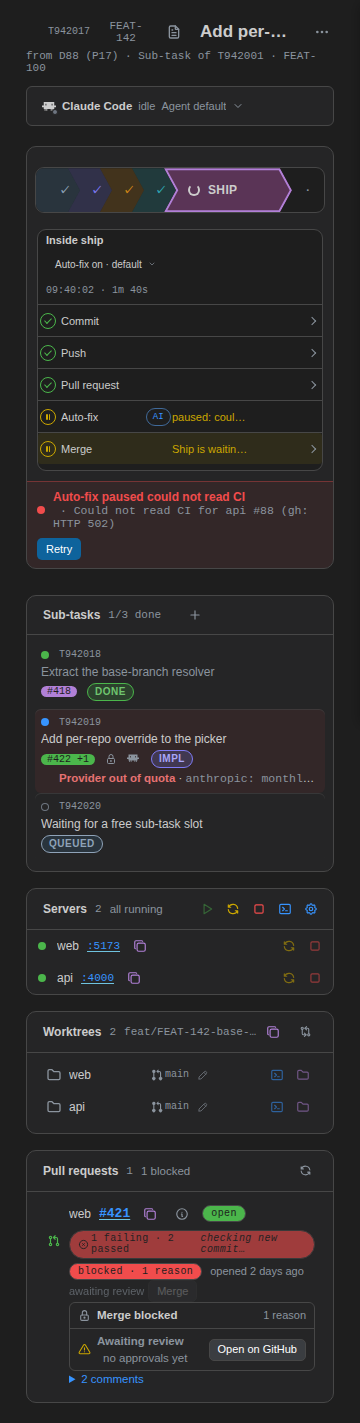 T942017 FEAT-142 Add per-…
from D88 (P17) · Sub-task of T942001 · FEAT-100
Claude Code idle Agent default
SHIP
Inside ship
Auto-fix on · default
09:40:02 · 1m 40s
Commit
Push
Pull request
Auto-fix AI paused: coul…
Merge Ship is waitin…
Auto-fix paused could not read CI
· Could not read CI for api #88 (gh: HTTP 502)
Retry
Sub-tasks 1/3 done
T942018
Extract the base-branch resolver
#418 DONE
T942019
Add per-repo override to the picker
#422 +1 IMPL
Provider out of quota · anthropic: monthl…
T942020
Waiting for a free sub-task slot
QUEUED
Servers 2 all running
web :5173
api :4000
Worktrees 2 feat/FEAT-142-base-…
web main
api main
Pull requests 1 1 blocked
web #421 open
1 failing · 2 passed checking new commit…
blocked · 1 reason opened 2 days ago
awaiting review Merge
Merge blocked 1 reason
Awaiting review
no approvals yet
Open on GitHub
2 comments